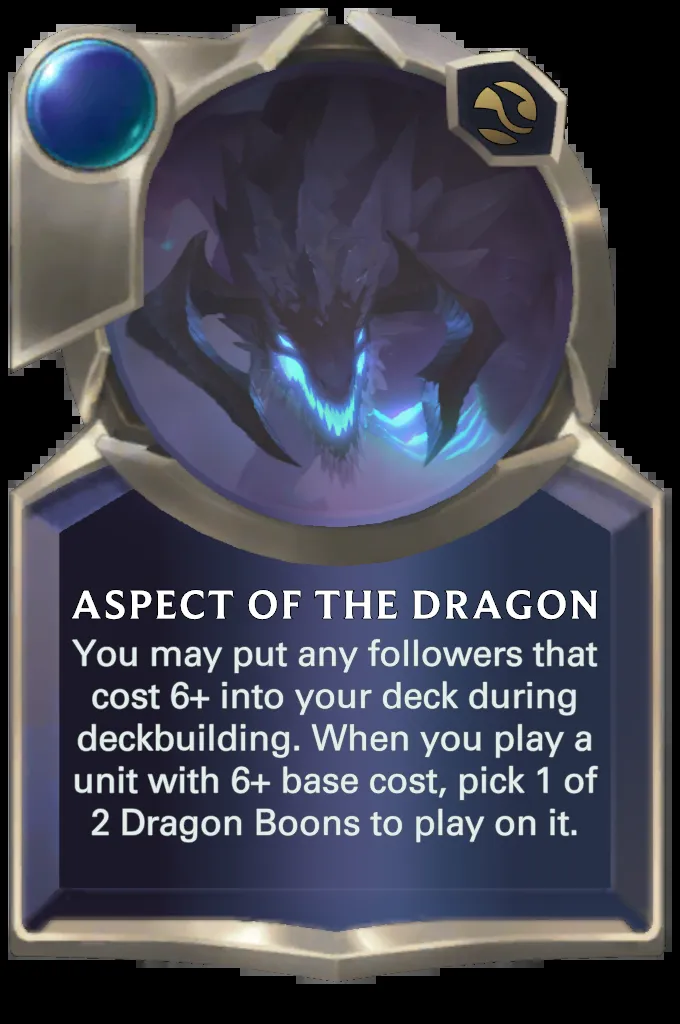 ASPECT OF THE DRAGON
You may put any followers that
cost 6+ into your deck during
deckbuilding. When you play a
unit with 6+ base cost, pick 1 of
2 Dragon Boons to play on it.